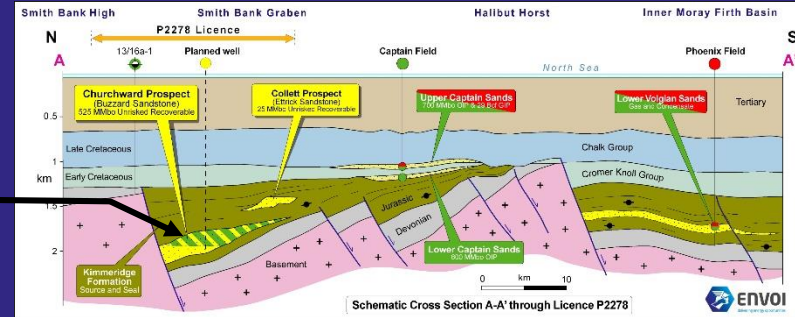 Smith Bank High Smith Bank Graben Halibut Horst Inner Moray Firth Basin
P2278 Licence
N S
A A'
13/16a-1 Planned well Captain Field Phoenix Field
North Sea
Churchward Prospect
(Buzzard Sandstone)
525 MMbo Unrisked Recoverable
Collett Prospect
(Ettrick Sandstone)
25 MMbo Unrisked Recoverable
Upper Captain Sands
Lower Volgian Sands
Gas and Condensate
Tertiary
0.5
Late Cretaceous
Chalk Group
1
km
Early Cretaceous
Cromer Knoll Group
1.5
Jurassic
Devonian
2
Basement
Kimmeridge
Formation
Source and Seal
Lower Captain Sands
0 km 10
Schematic Cross Section A-A' through Licence P2278
ENVOI